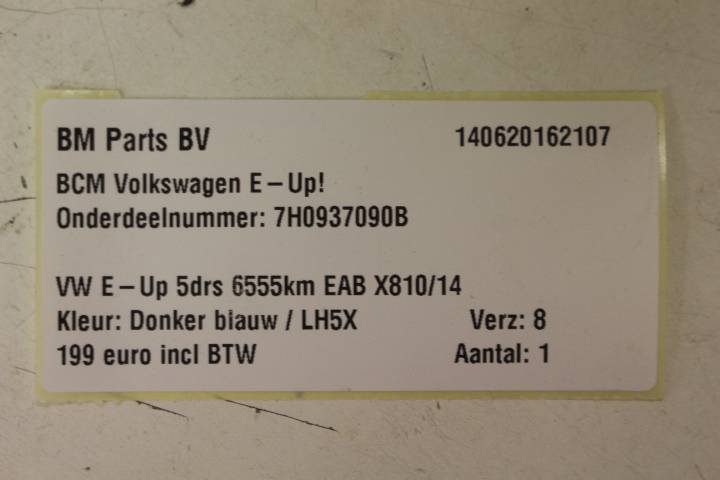 BM Parts BV 140620162107
BCM Volkswagen E-Up!
Onderdeelnummer: 7H0937090B
VW E-Up 5drs 6555km EAB X810/14
Kleur: Donker blauw / LH5X Verz: 8
199 euro incl BTW Aantal: 1